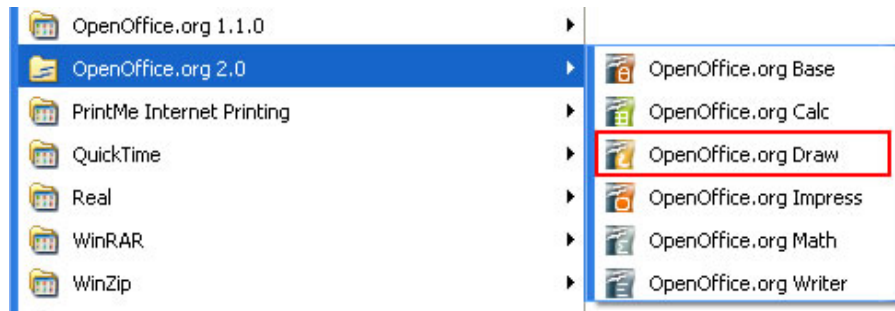 OpenOffice.org 1.1.0
OpenOffice.org 2.0
PrintMe Internet Printing
QuickTime
Real
WinRAR
WinZip
OpenOffice.org Base
OpenOffice.org Calc
OpenOffice.org Draw
OpenOffice.org Impress
OpenOffice.org Math
OpenOffice.org Writer